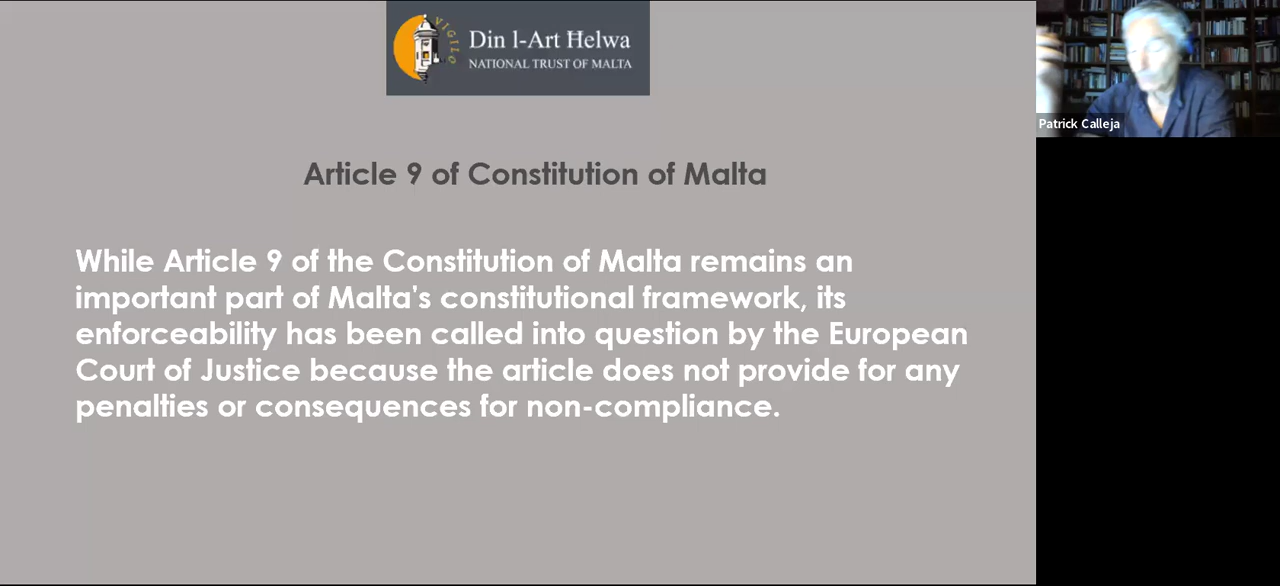 VIGILO
Din l-Art Ħelwa
NATIONAL TRUST OF MALTA
Patrick Calleja
Article 9 of Constitution of Malta
While Article 9 of the Constitution of Malta remains an
important part of Malta's constitutional framework, its
enforceability has been called into question by the European
Court of Justice because the article does not provide for any
penalties or consequences for non-compliance.